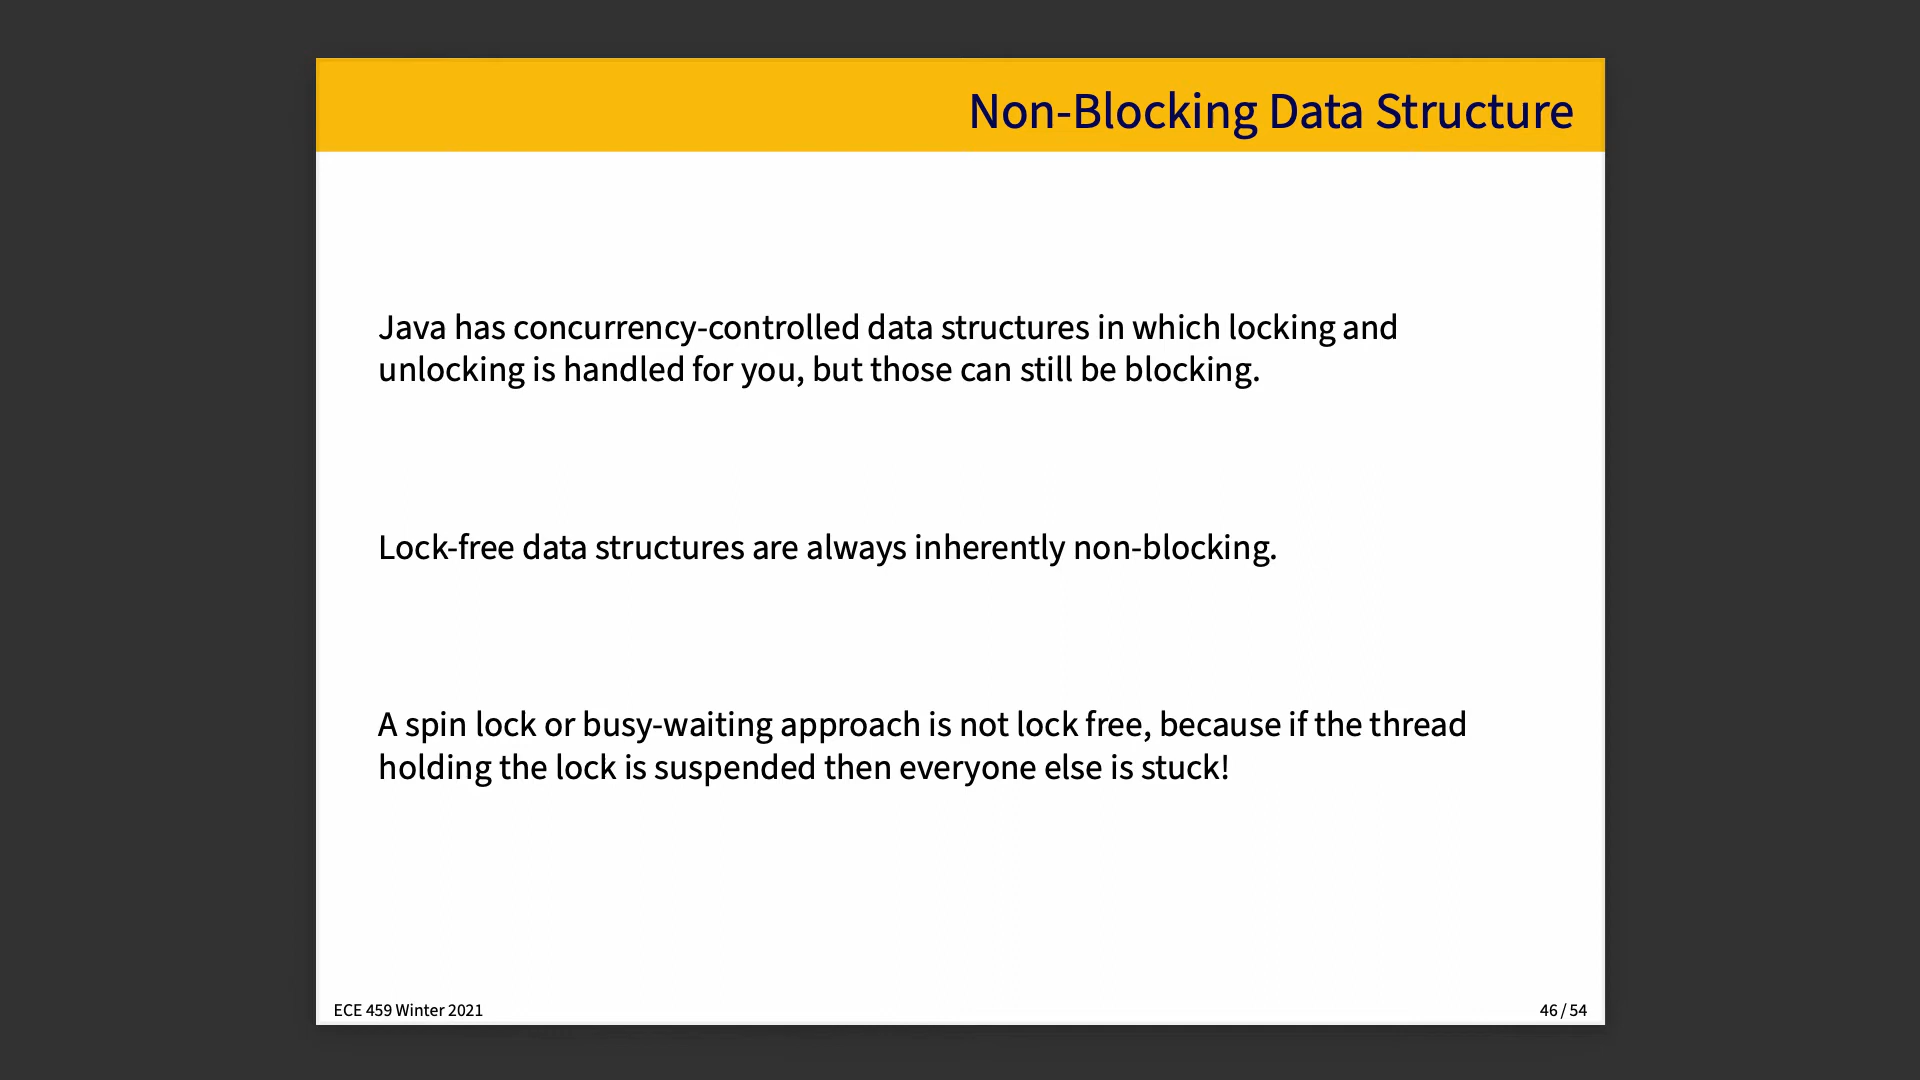 Non-Blocking Data Structure
Java has concurrency-controlled data structures in which locking and
unlocking is handled for you, but those can still be blocking.
Lock-free data structures are always inherently non-blocking.
A spin lock or busy-waiting approach is not lock free, because if the thread
holding the lock is suspended then everyone else is stuck!
ECE 459 Winter 2021
46 / 54